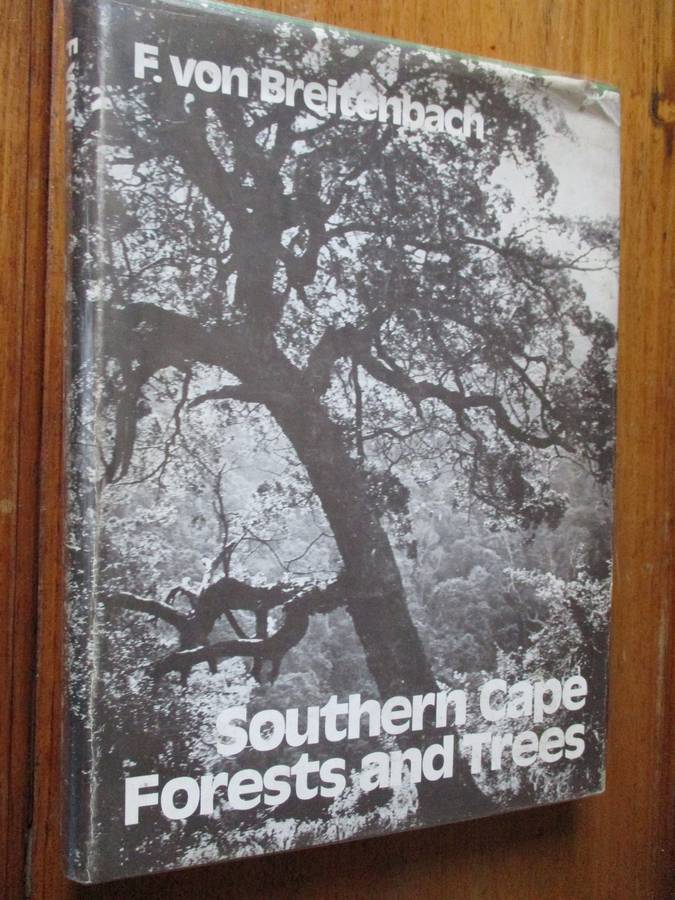 F. von Breitenbach
Southern Cape
Forests and Trees